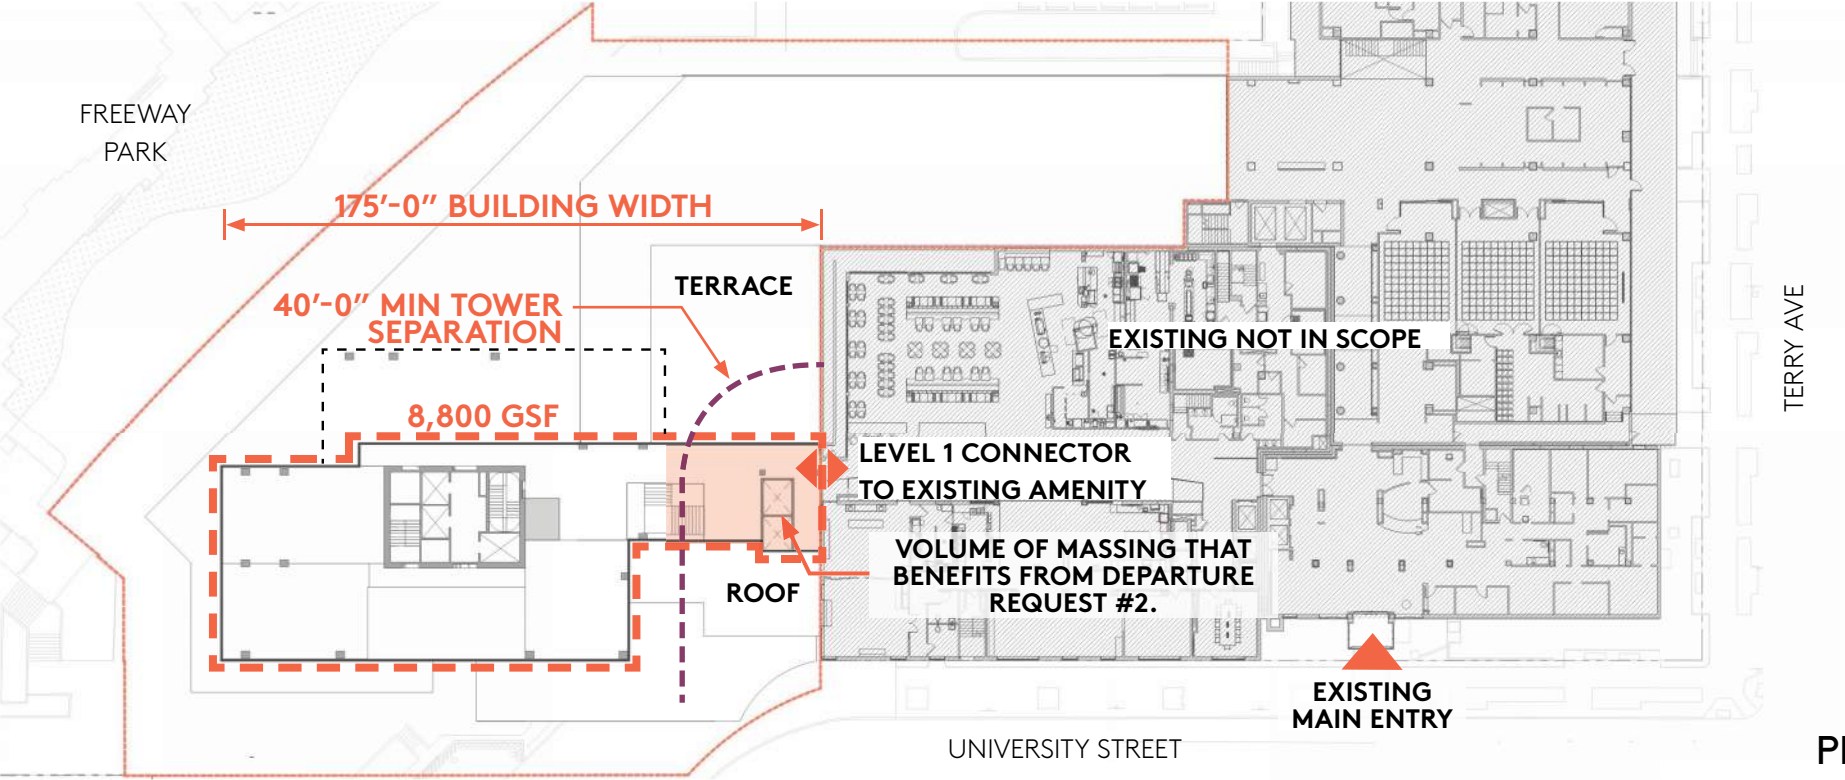 FREEWAY
PARK
175'-0" BUILDING WIDTH
TERRACE
40'-0" MIN TOWER
SEPARATION
EXISTING NOT IN SCOPE
TERRY AVE
8,800 GSF
LEVEL 1 CONNECTOR
TO EXISTING AMENITY
VOLUME OF MASSING THAT
BENEFITS FROM DEPARTURE
REQUEST #2.
ROOF
EXISTING
MAIN ENTRY
UNIVERSITY STREET